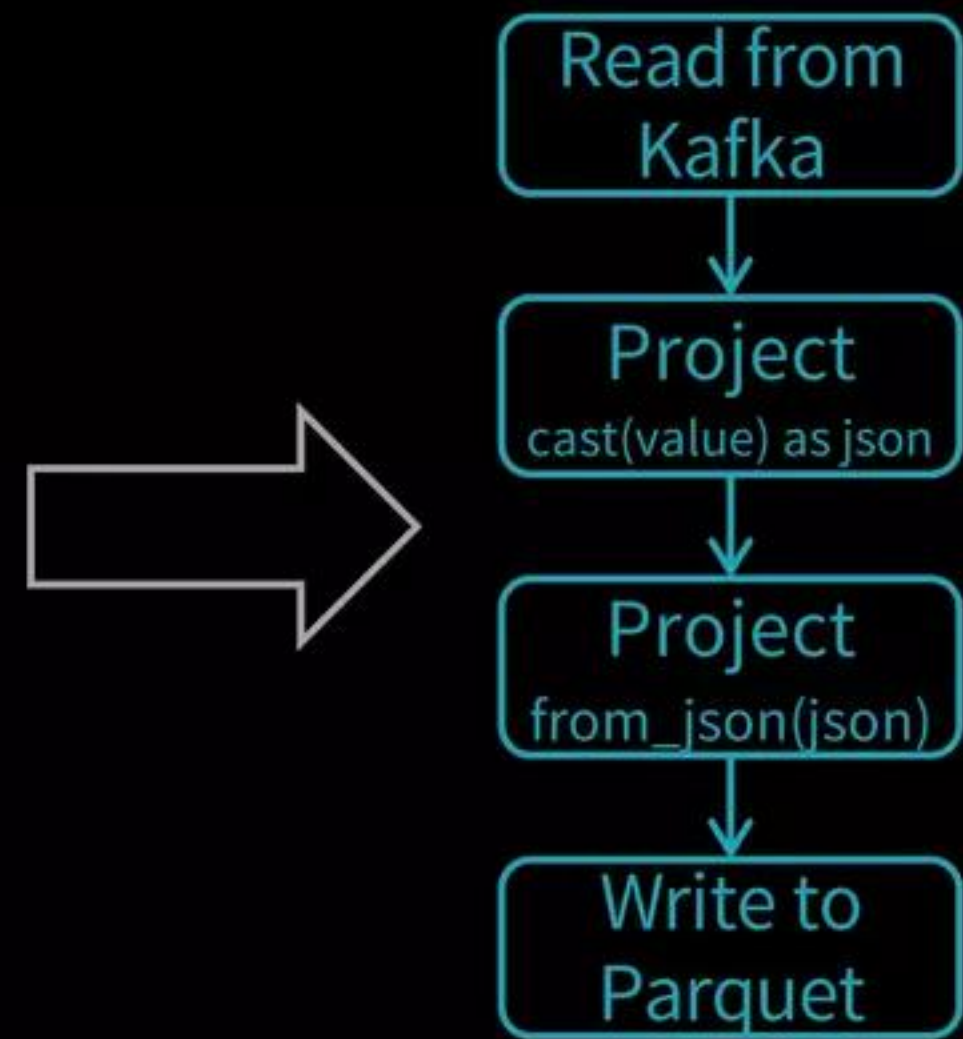 Read from
Kafka
Project
cast(value) as json
Project
from_json(json)
Write to
Parquet